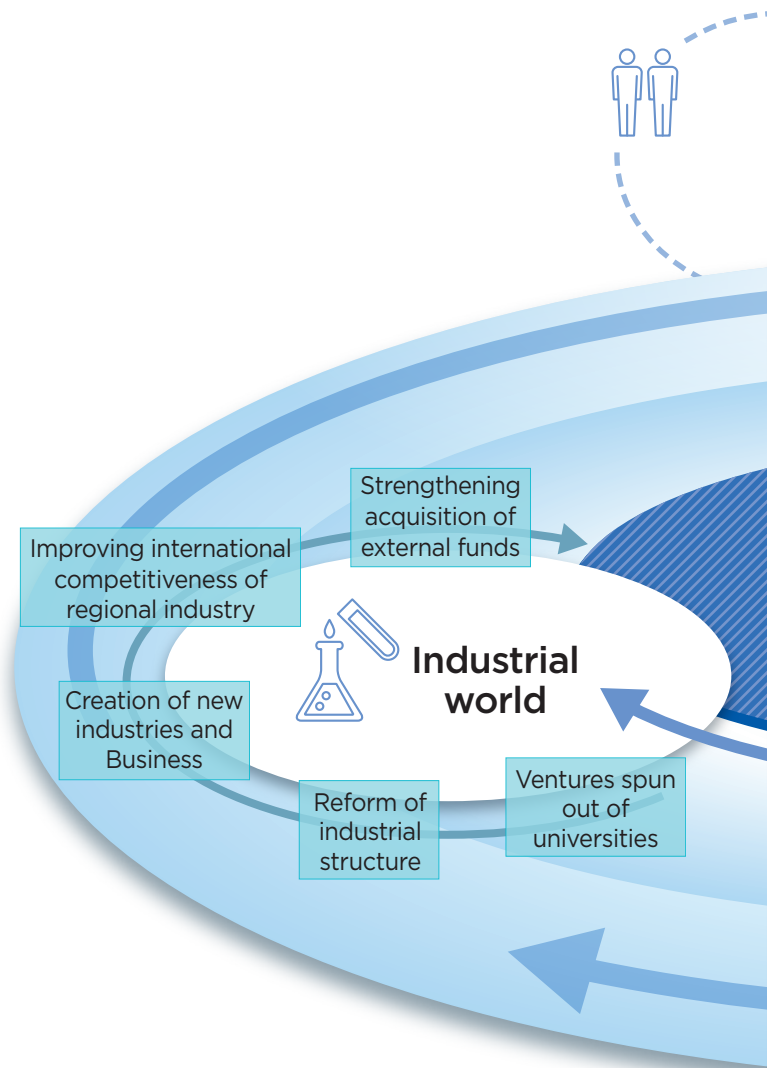 Strengthening
acquisition of
external funds
Improving international
competitiveness of
regional industry
Industrial
world
Creation of new
industries and
Business
Reform of
industrial
structure
Ventures spun
out of
universities